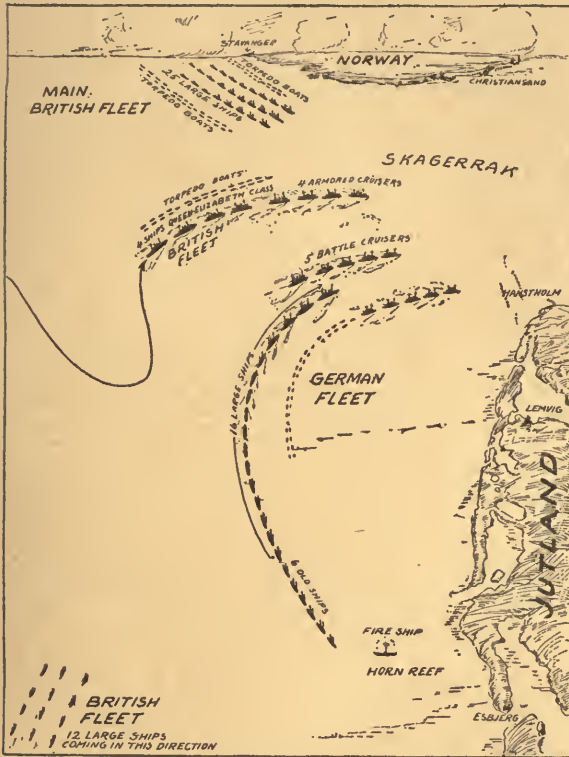 STAVANGER
NORWAY
CHRISTIANSAND
MAIN.
BRITISH FLEET
TORPEDO BOATS
25 LARGE SHIPS
TORPEDO BOATS
SKAGERRAK
TORPEDO BOATS
4 SHIPS QUEEN ELIZABETH CLASS
4 ARMORED CRUISERS
BRITISH
FLEET
5 BATTLE CRUISERS
HANSTHOLM
16 LARGE SHIPS
GERMAN
FLEET
LEMVIG
JUTLAND
6 OLD SHIPS
FIRE SHIP
HORN REEF
ESBJERG
BRITISH
FLEET
12 LARGE SHIPS
COMING IN THIS DIRECTION